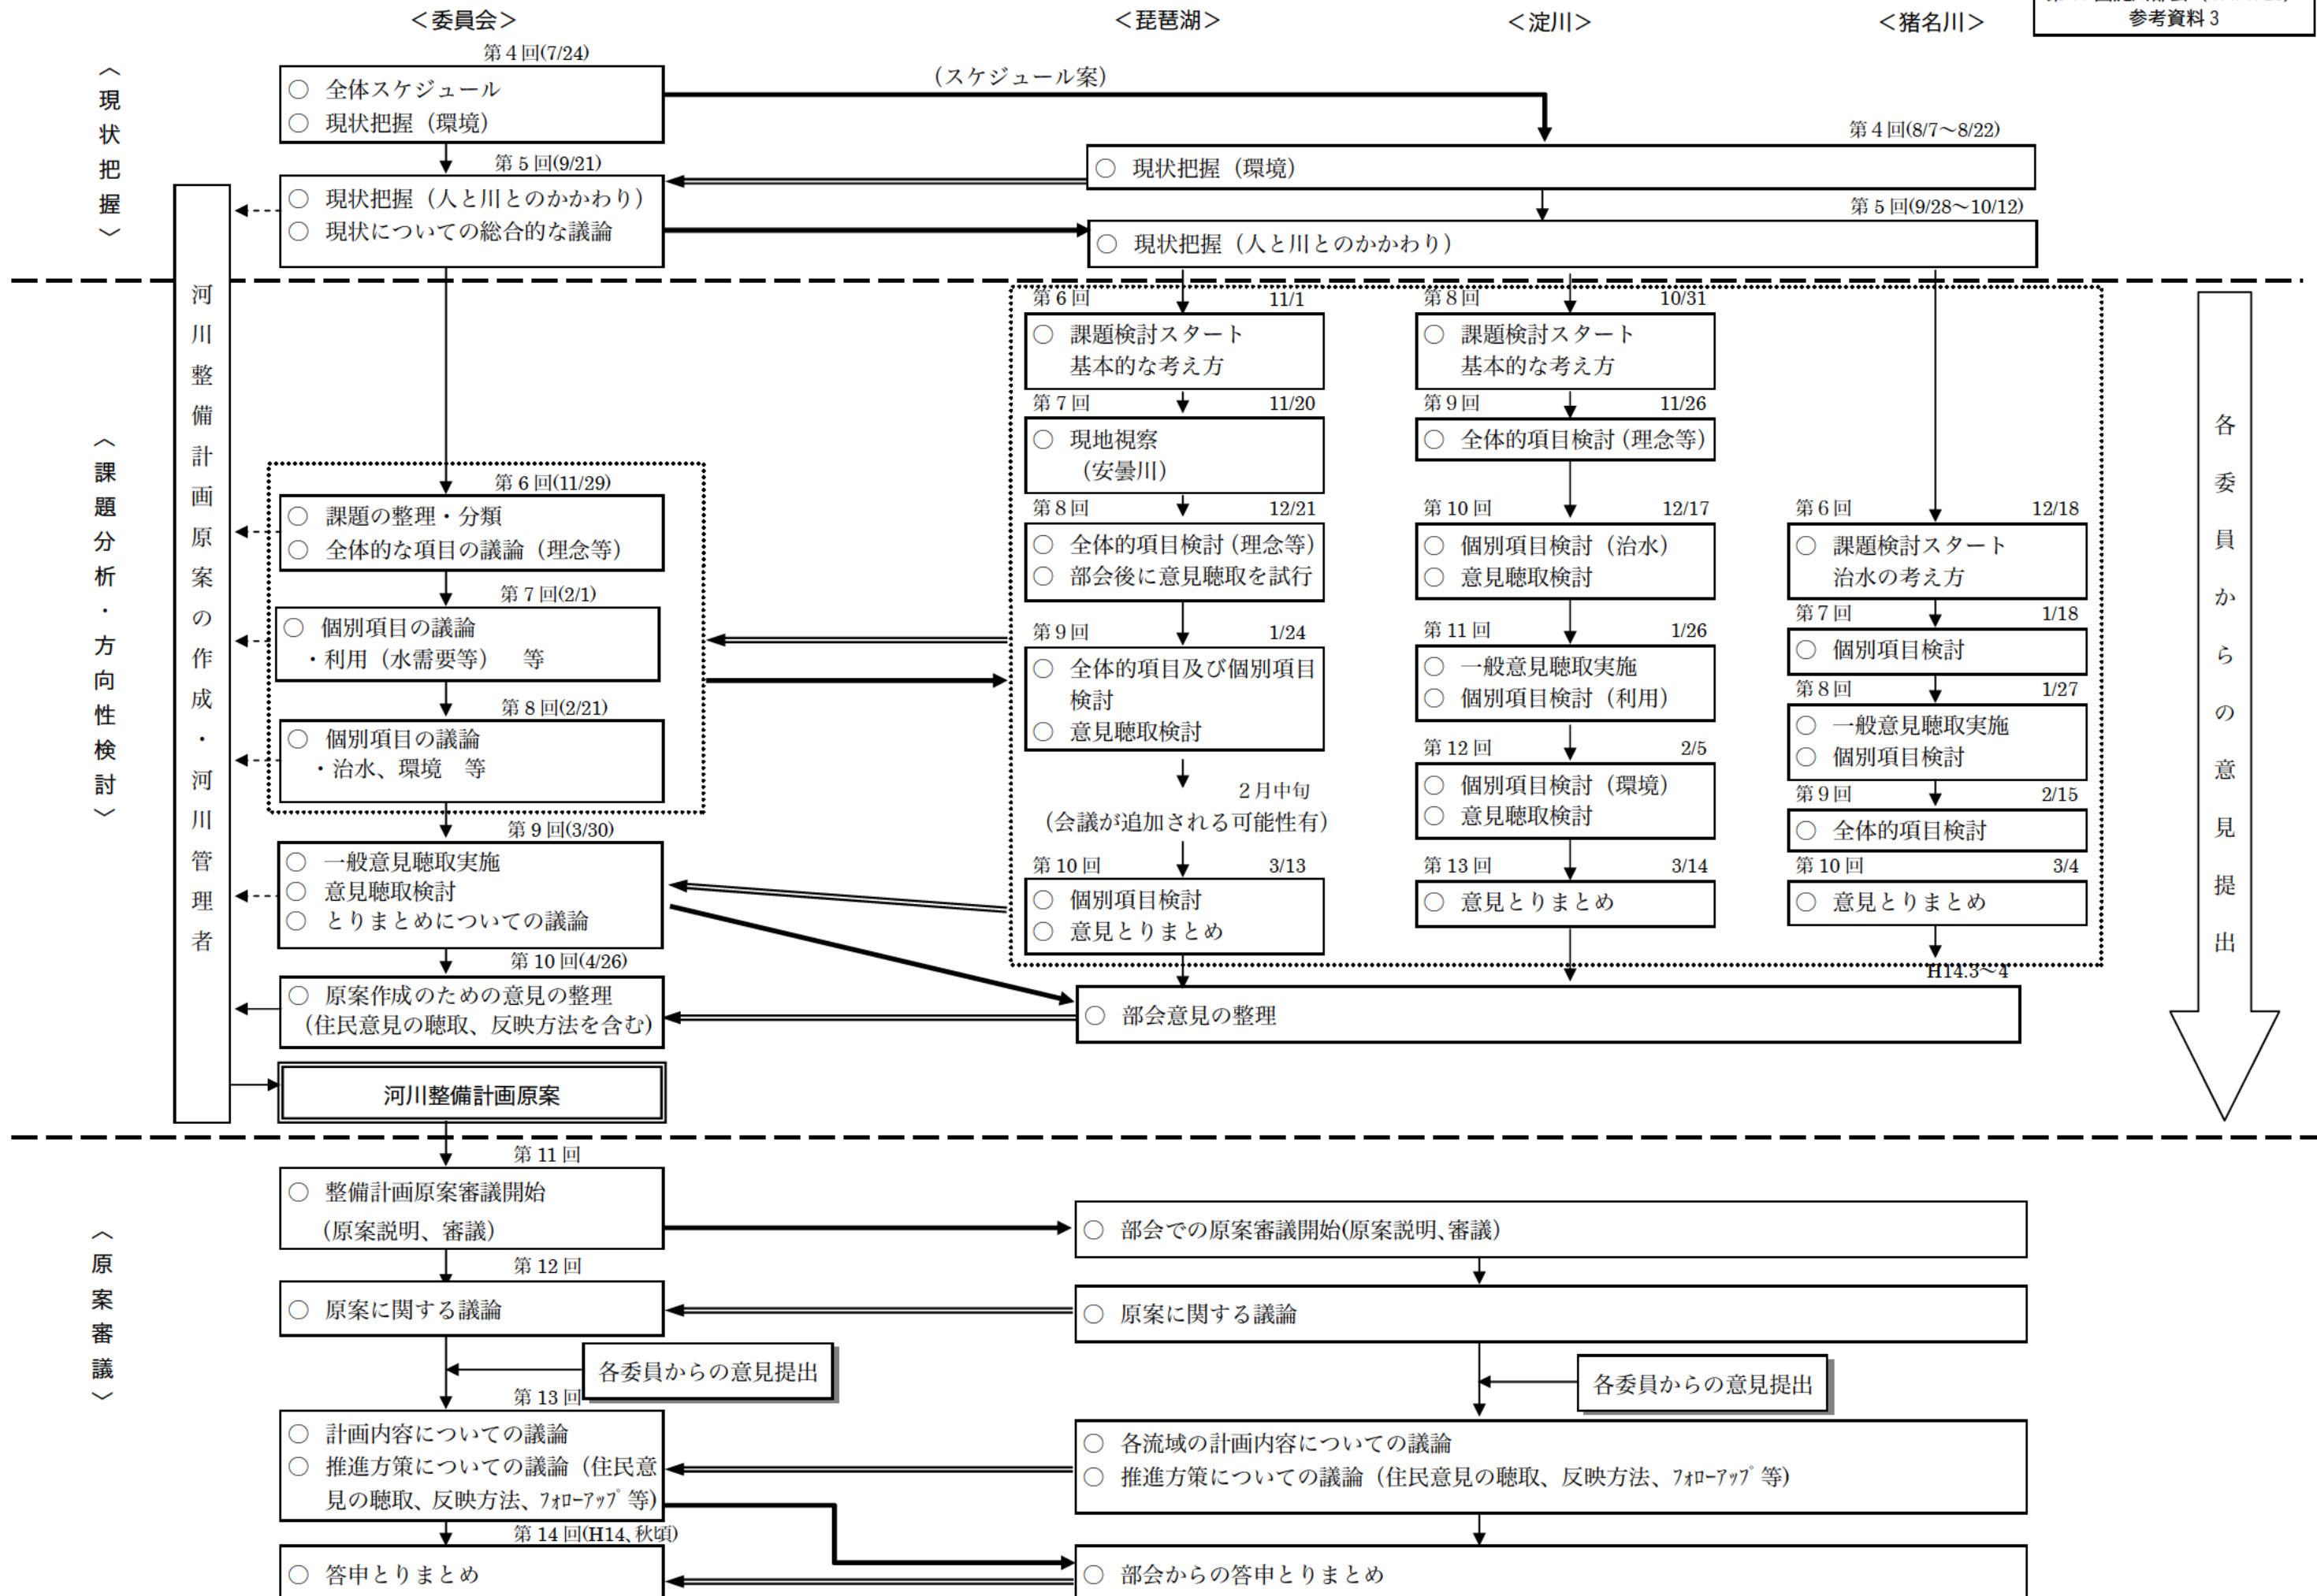 ＜委員会＞
＜琵琶湖＞
＜淀川＞
＜猪名川＞
参考資料 3
〈現状把握〉
第 4 回(7/24)
○ 全体スケジュール
○ 現状把握（環境）
（スケジュール案）
第 4 回(8/7～8/22)
○ 現状把握（環境）
第 5 回(9/21)
○ 現状把握（人と川とのかかわり）
○ 現状についての総合的な議論
第 5 回(9/28～10/12)
○ 現状把握（人と川とのかかわり）
河川整備計画原案の作成・河川管理者
〈課題分析・方向性検討〉
第 6 回(11/29)
○ 課題の整理・分類
○ 全体的な項目の議論（理念等）
第 7 回(2/1)
○ 個別項目の議論
・利用（水需要等） 等
第 8 回(2/21)
○ 個別項目の議論
・治水、環境 等
第 9 回(3/30)
○ 一般意見聴取実施
○ 意見聴取検討
○ とりまとめについての議論
第 10 回(4/26)
○ 原案作成のための意見の整理
（住民意見の聴取、反映方法を含む）
河川整備計画原案
第 6 回 11/1
○ 課題検討スタート
基本的な考え方
第 7 回 11/20
○ 現地視察
（安曇川）
第 8 回 12/21
○ 全体的項目検討（理念等）
○ 部会後に意見聴取を試行
第 9 回 1/24
○ 全体的項目及び個別項目
検討
○ 意見聴取検討
2 月中旬
（会議が追加される可能性有）
第 10 回 3/13
○ 個別項目検討
○ 意見とりまとめ
第 8 回 10/31
○ 課題検討スタート
基本的な考え方
第 9 回 11/26
○ 全体的項目検討（理念等）
第 10 回 12/17
○ 個別項目検討（治水）
○ 意見聴取検討
第 11 回 1/26
○ 一般意見聴取実施
○ 個別項目検討（利用）
第 12 回 2/5
○ 個別項目検討（環境）
○ 意見聴取検討
第 13 回 3/14
○ 意見とりまとめ
第 6 回 12/18
○ 課題検討スタート
治水の考え方
第 7 回 1/18
○ 個別項目検討
第 8 回 1/27
○ 一般意見聴取実施
○ 個別項目検討
第 9 回 2/15
○ 全体的項目検討
第 10 回 3/4
○ 意見とりまとめ
H14.3～4
○ 部会意見の整理
各委員からの意見提出
〈原案審議〉
第 11 回
○ 整備計画原案審議開始
（原案説明、審議）
○ 部会での原案審議開始(原案説明、審議）
第 12 回
○ 原案に関する議論
○ 原案に関する議論
各委員からの意見提出
各委員からの意見提出
第 13 回
○ 計画内容についての議論
○ 推進方策についての議論（住民意
見の聴取、反映方法、ﾌｫﾛｰｱｯﾌﾟ等）
○ 各流域の計画内容についての議論
○ 推進方策についての議論（住民意見の聴取、反映方法、ﾌｫﾛｰｱｯﾌﾟ等）
第 14 回(H14、秋頃)
○ 答申とりまとめ
○ 部会からの答申とりまとめ